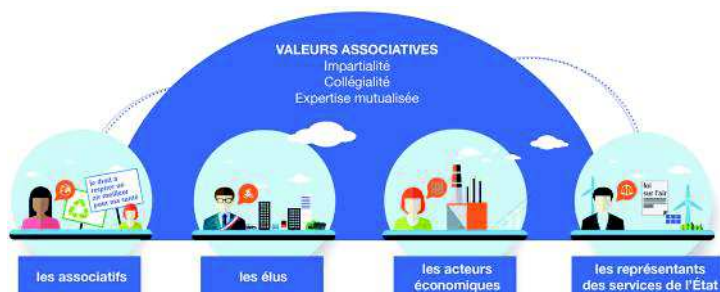 VALEURS ASSOCIATIVES
Impartialité
Collégialité
Expertise mutualisée
le droit à
respirer un
air meilleur
pour ma santé
loi
sur l'air
les associatifs
les élus
les acteurs
économiques
les représentants
des services de l'État